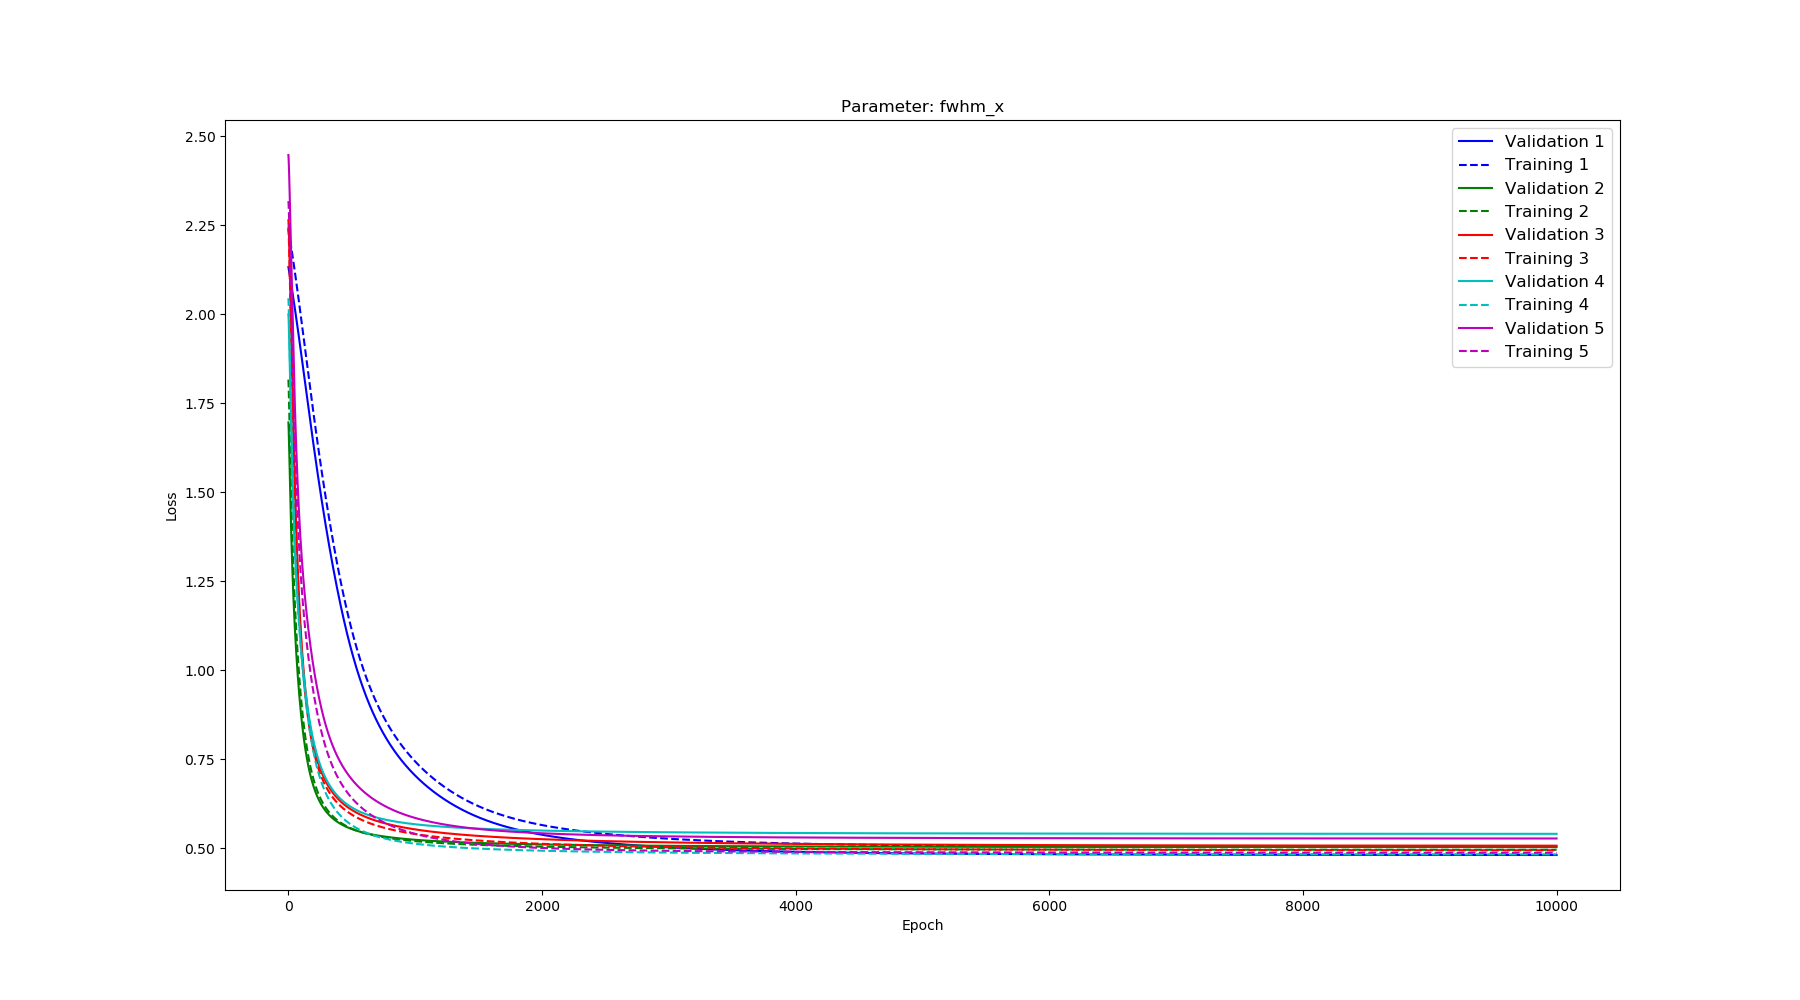 Parameter: fwhm_x
2.50
2.25
2.00
1.75
1.50
1.25
1.00
0.75
0.50
Loss
0
2000
4000
6000
8000
10000
Epoch
Validation 1
Training 1
Validation 2
Training 2
Validation 3
Training 3
Validation 4
Training 4
Validation 5
Training 5